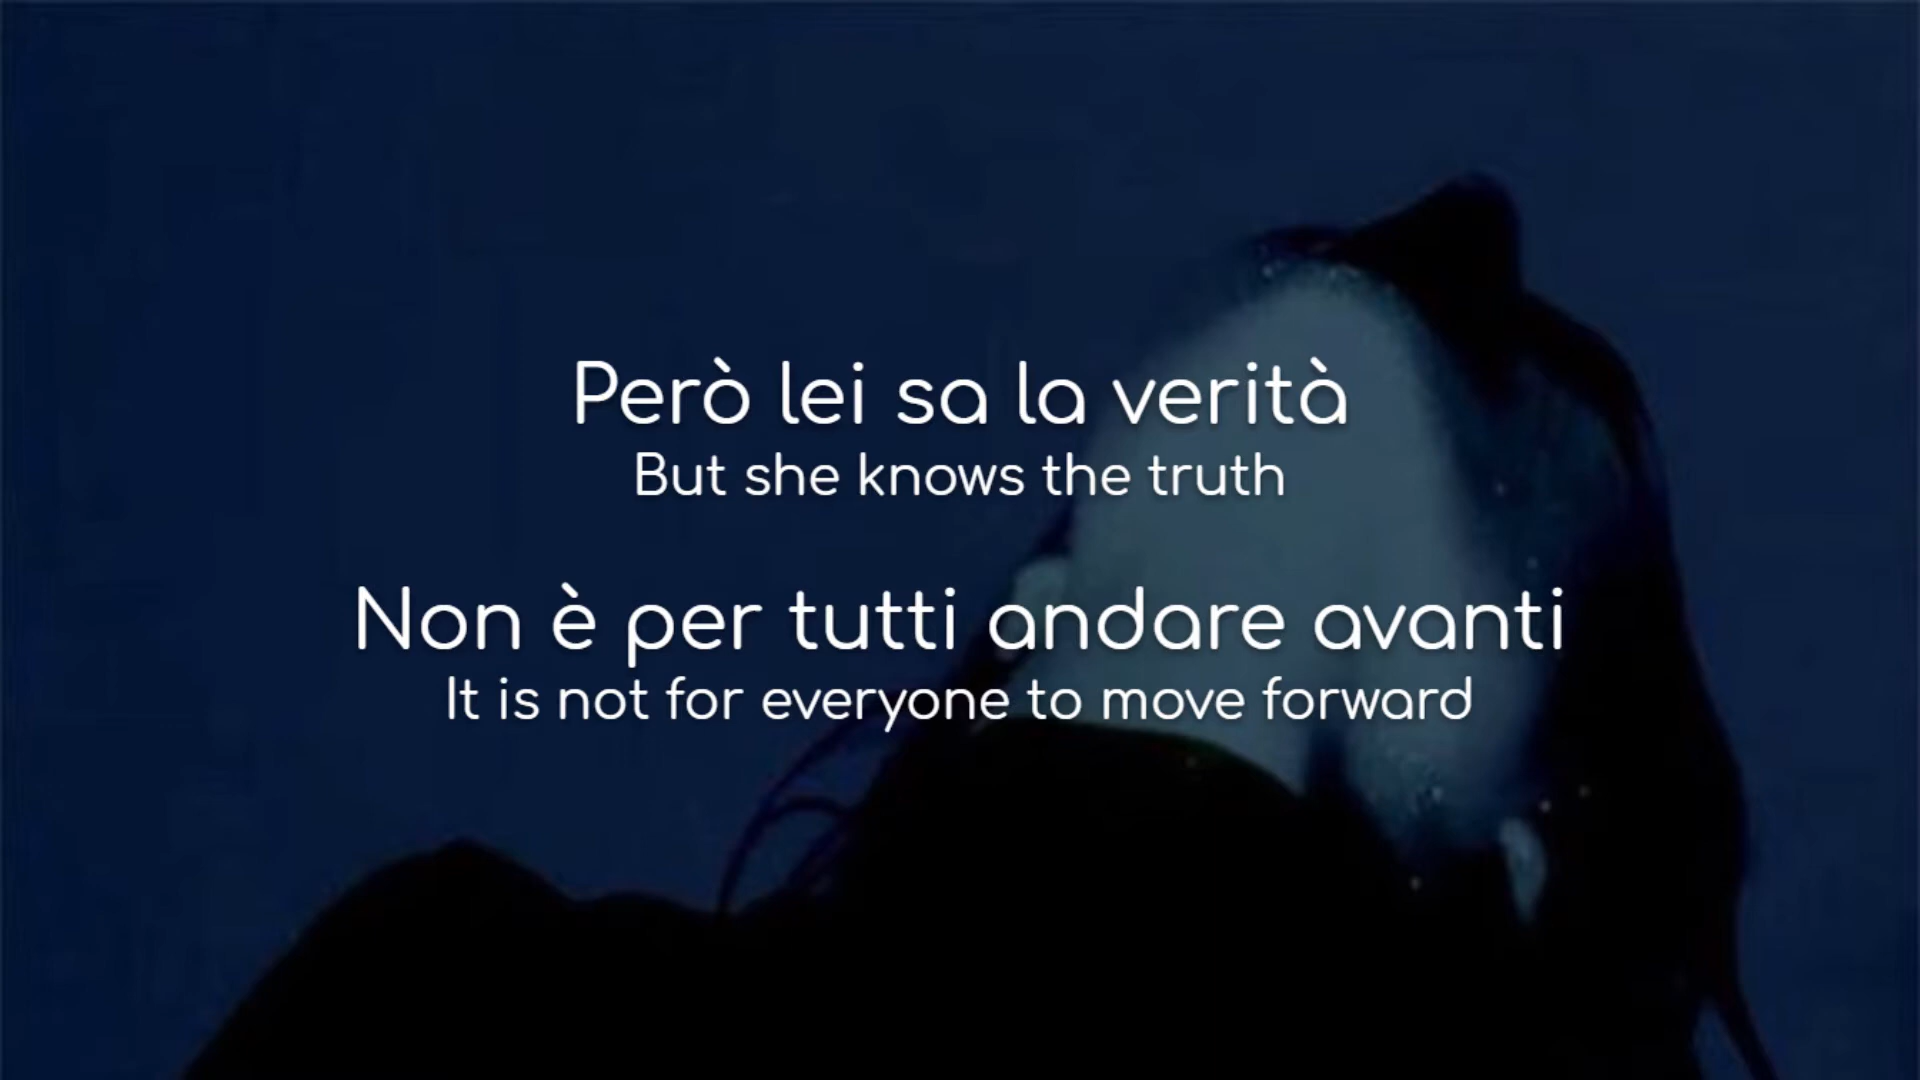 Però lei sa la verità
But she knows the truth
Non è per tutti andare avanti
It is not for everyone to move forward